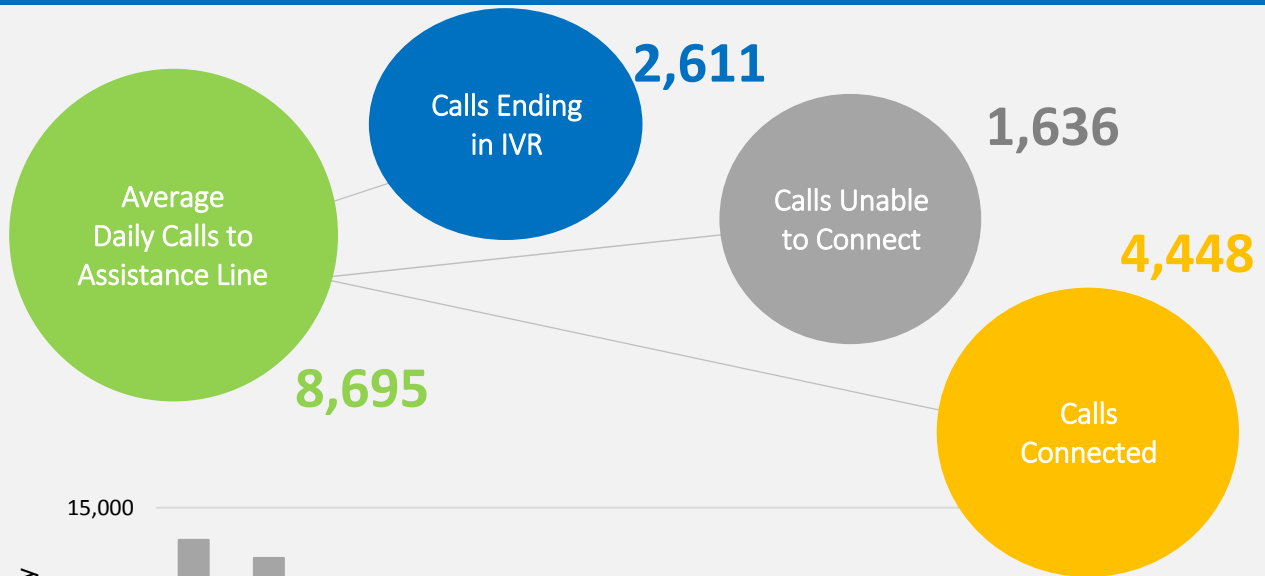 2,611
Calls Ending
in IVR
1,636
Calls Unable
to Connect
Average
Daily Calls to
Assistance Line
4,448
8,695
Calls
Connected
15,000